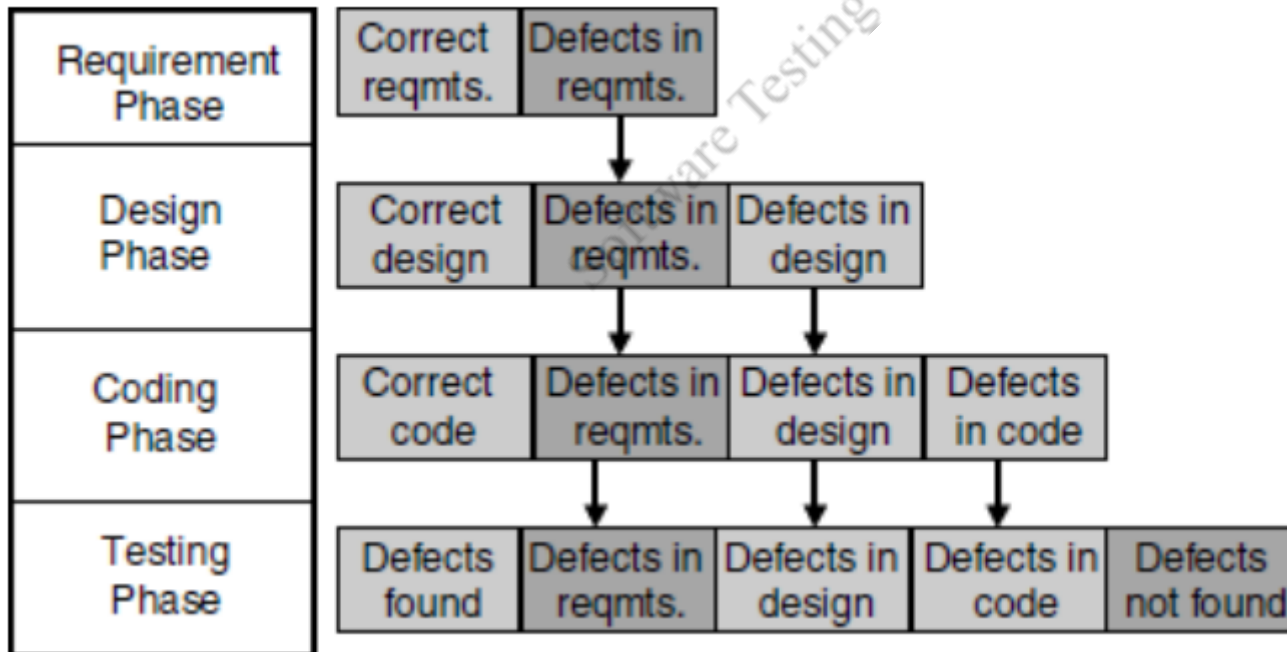 Requirement
Phase
Correct
reqmts.
Defects in
reqmts.
Design
Phase
Correct
design
Defects in
reqmts.
Defects in
design
Coding
Phase
Correct
code
Defects in
reqmts.
Defects in
design
Defects
in code
Testing
Phase
Defects
found
Defects in
reqmts.
Defects in
design
Defects in
code
Defects
not found
Software Testing